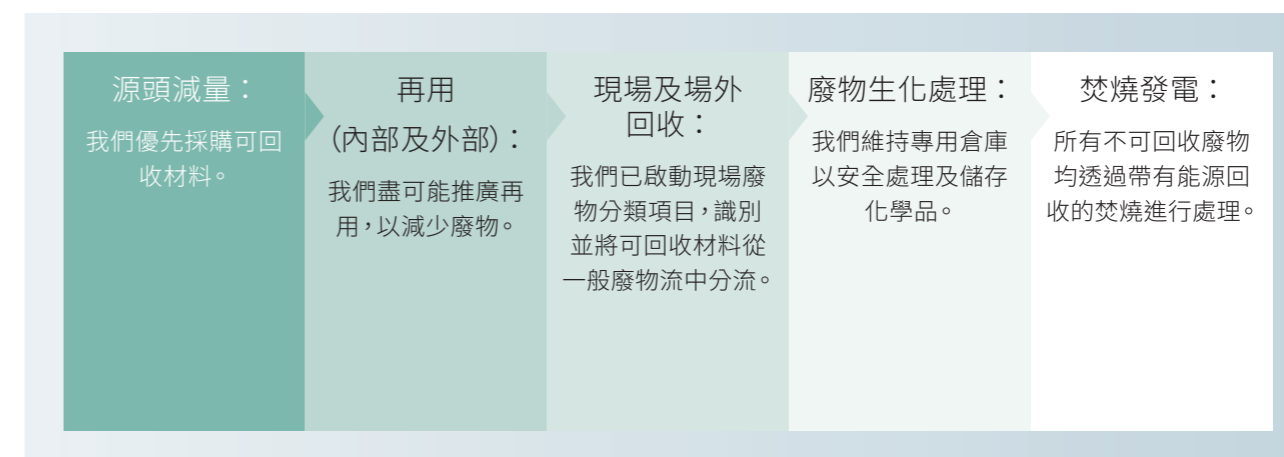 源頭減量：
我們優先採購可回
收材料。
再用
(內部及外部)：
我們盡可能推廣再
用，以減少廢物。
現場及場外
回收：
我們已啟動現場廢
物分類項目，識別
並將可回收材料從
一般廢物流中分流。
廢物生化處理：
我們維持專用倉庫
以安全處理及儲存
化學品。
焚燒發電：
所有不可回收廢物
均透過帶有能源回
收的焚燒進行處理。